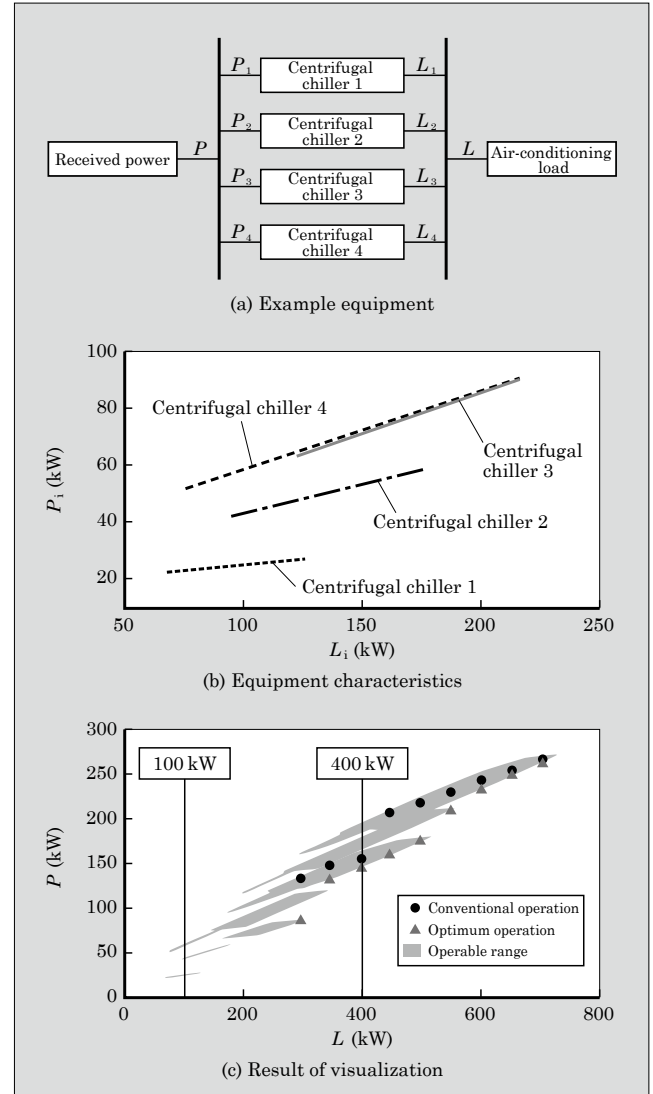 P₁
Centrifugal
chiller 1
L₁
P₂
Centrifugal
chiller 2
L₂
Received power
P
L
Air-conditioning
load
P₃
Centrifugal
chiller 3
L₃
P₄
Centrifugal
chiller 4
L₄
(a) Example equipment
100
80
60
40
20
Pᵢ (kW)
Centrifugal chiller 4
Centrifugal
chiller 3
Centrifugal chiller 2
Centrifugal chiller 1
50
100
150
200
250
Lᵢ (kW)
(b) Equipment characteristics
300
250
200
150
100
50
0
P (kW)
100 kW
400 kW
Conventional operation
Optimum operation
Operable range
0
200
400
600
800
L (kW)
(c) Result of visualization